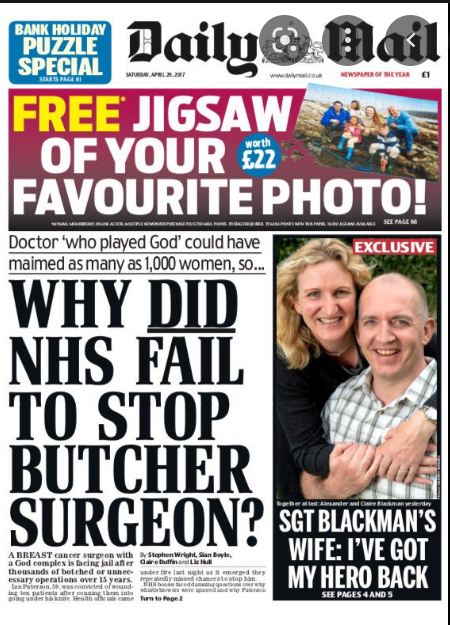 BANK HOLIDAY
PUZZLE
SPECIAL
STARTS PAGE 41
Daily Mail
SATURDAY, APRIL 29, 2017
www.dailymail.co.uk
NEWSPAPER OF THE YEAR
£1
FREE* JIGSAW
OF YOUR
worth
£22
FAVOURITE PHOTO!
SEE PAGE 66
Doctor 'who played God' could have
maimed as many as 1,000 women, so...
WHY DID
NHS FAIL
TO STOP
BUTCHER
SURGEON?
A BREAST cancer surgeon with
a God complex is facing jail after
thousands of botched or unnec-
essary operations over 15 years.
Ian Paterson, 59, was convicted of wound-
ing ten patients after conning them into
going under his knife. Health officials came
By Stephen Wright, Sian Boyle,
Claire Duffin and Liz Hull
under fire last night as it emerged they
repeatedly missed chances to stop him.
NHS bosses faced damning questions over why
whistleblowers were ignored and why Paterson
Turn to Page 2
EXCLUSIVE
Together at last: Alexander and Claire Blackman yesterday
SGT BLACKMAN'S
WIFE: I'VE GOT
MY HERO BACK
SEE PAGES 4 AND 5